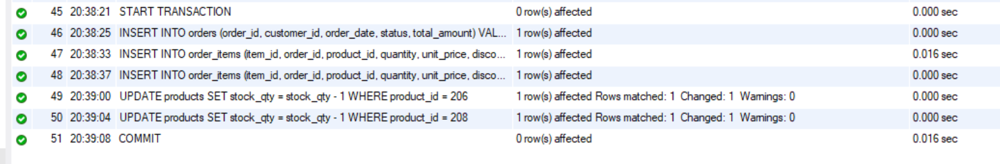 45 20:38:21 START TRANSACTION 0 row(s) affected 0.000 sec
46 20:38:25 INSERT INTO orders (order_id, customer_id, order_date, status, total_amount) VAL... 1 row(s) affected 0.000 sec
47 20:38:33 INSERT INTO order_items (item_id, order_id, product_id, quantity, unit_price, disco... 1 row(s) affected 0.016 sec
48 20:38:37 INSERT INTO order_items (item_id, order_id, product_id, quantity, unit_price, disco... 1 row(s) affected 0.000 sec
49 20:39:00 UPDATE products SET stock_qty = stock_qty - 1 WHERE product_id = 206 1 row(s) affected Rows matched: 1 Changed: 1 Warnings: 0 0.000 sec
50 20:39:04 UPDATE products SET stock_qty = stock_qty - 1 WHERE product_id = 208 1 row(s) affected Rows matched: 1 Changed: 1 Warnings: 0 0.000 sec
51 20:39:08 COMMIT 0 row(s) affected 0.016 sec